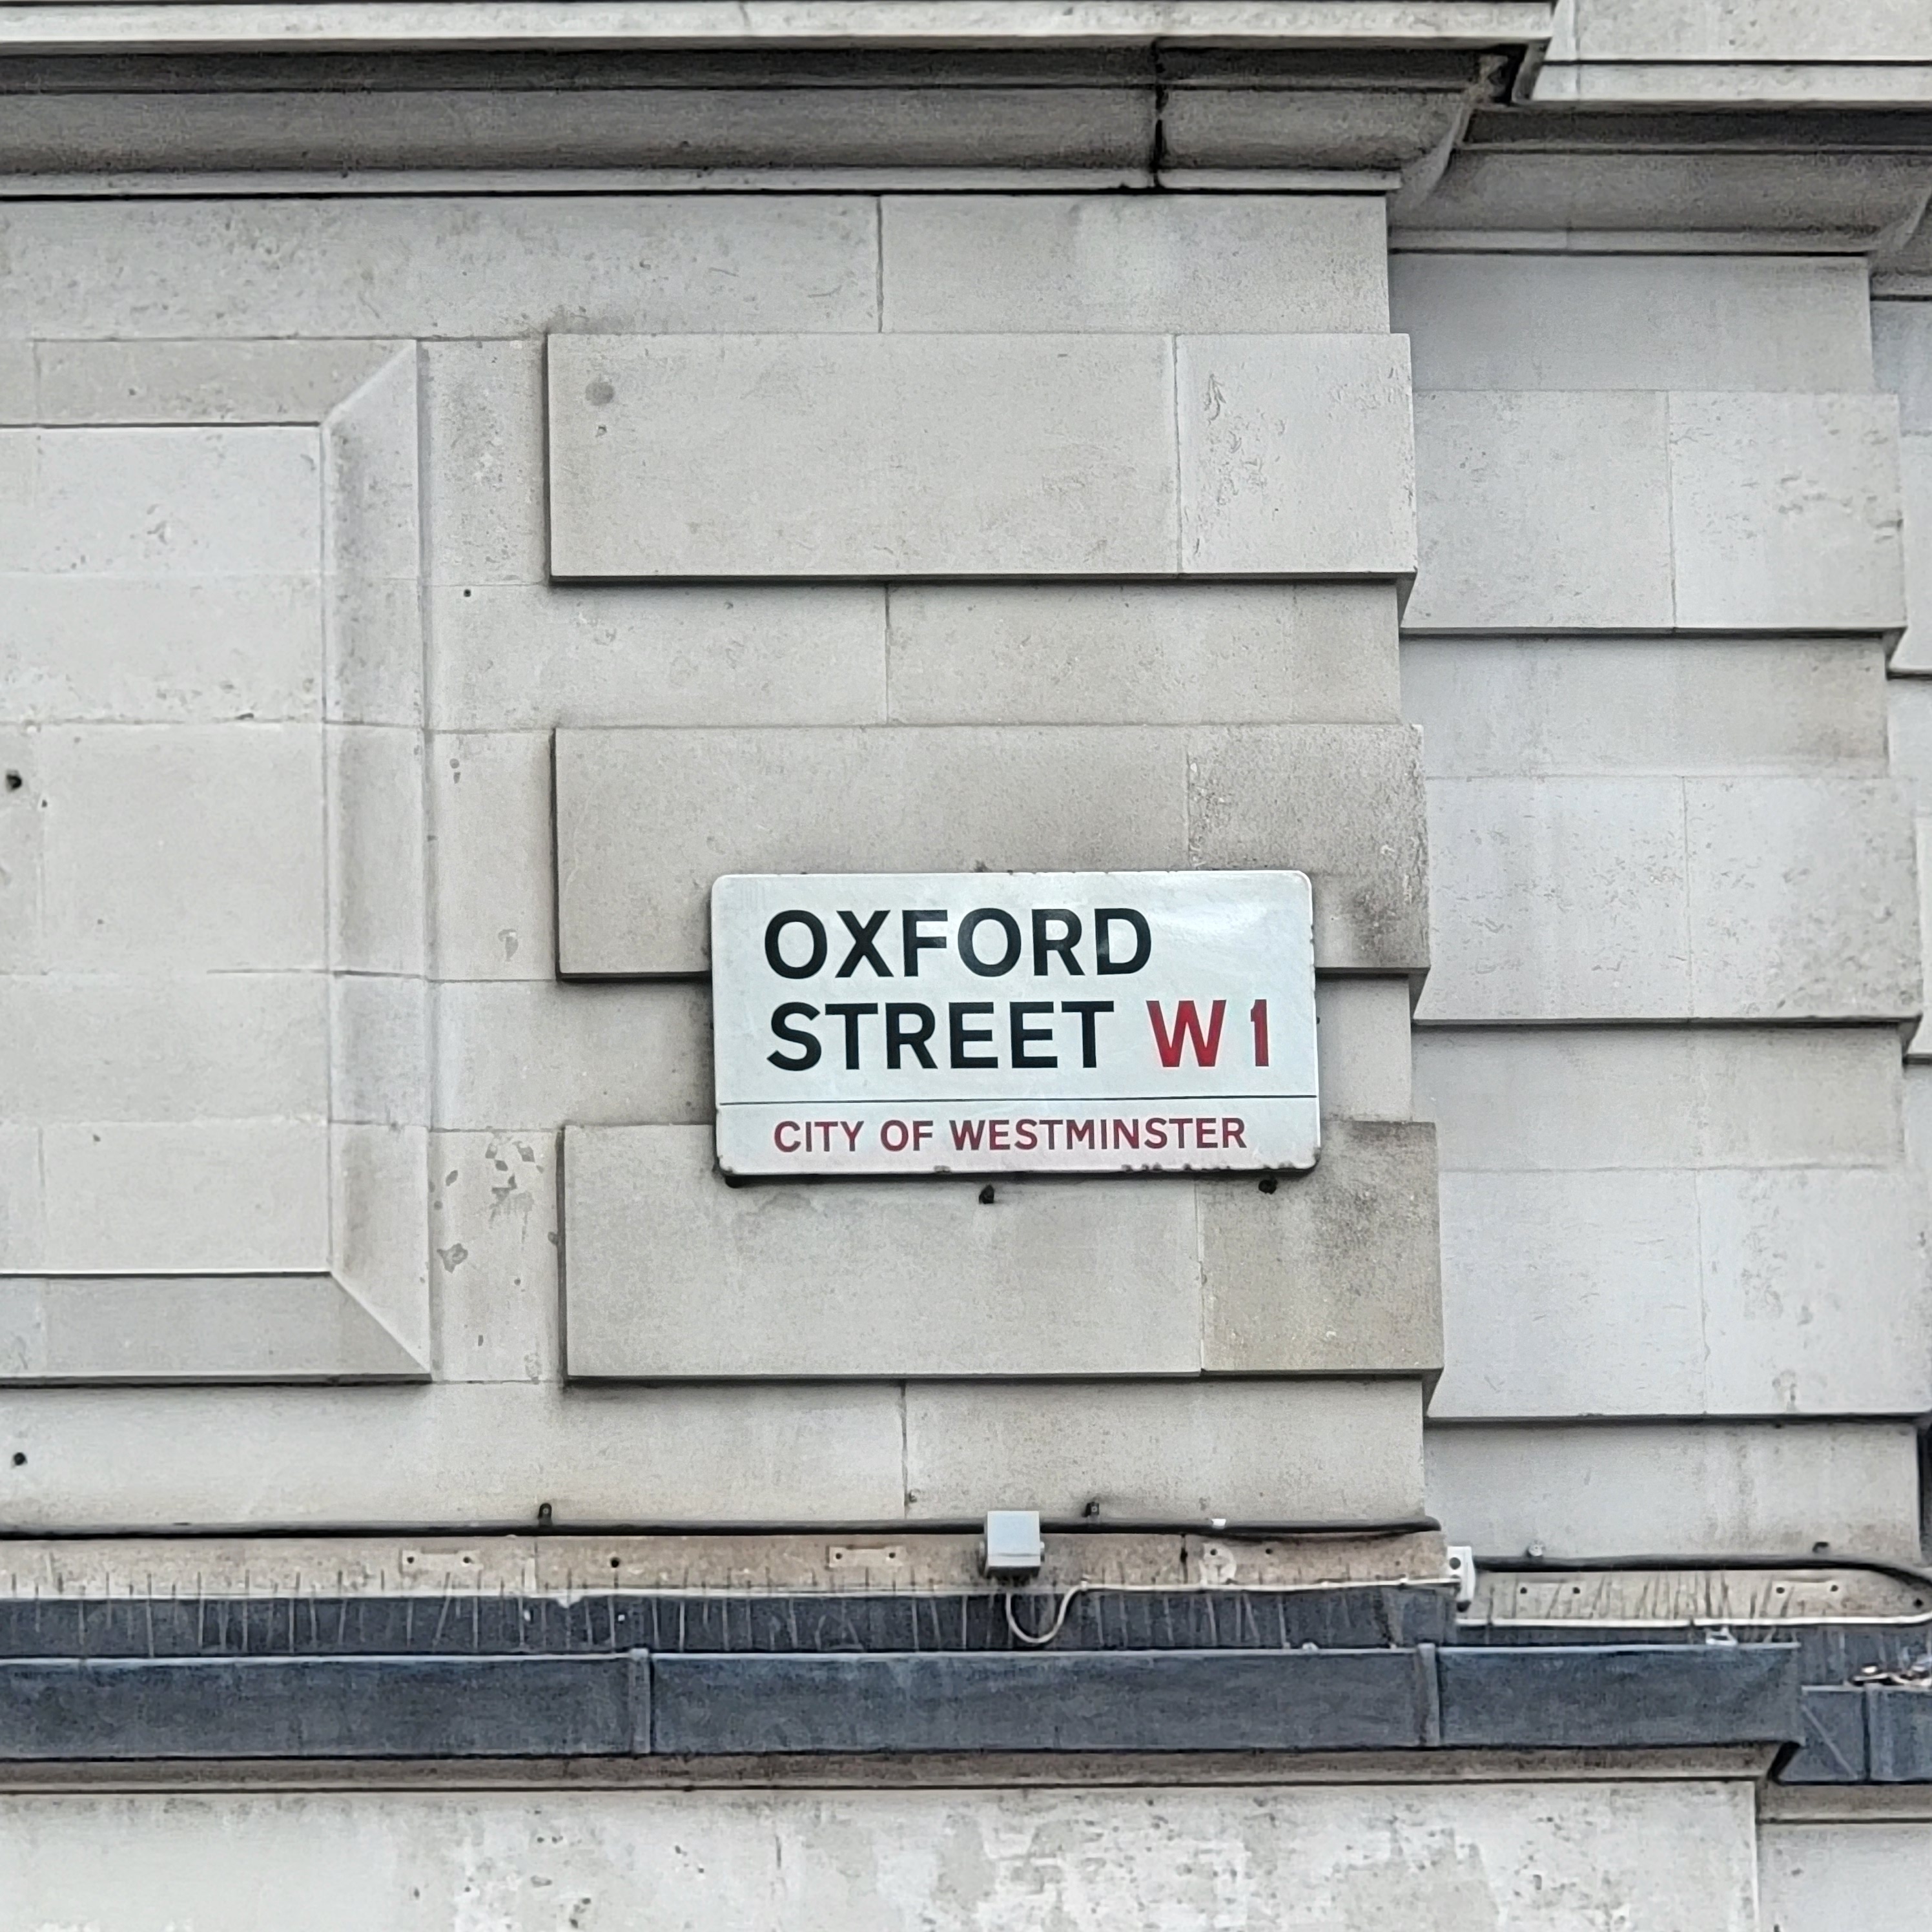 OXFORD
STREET W1
CITY OF WESTMINSTER